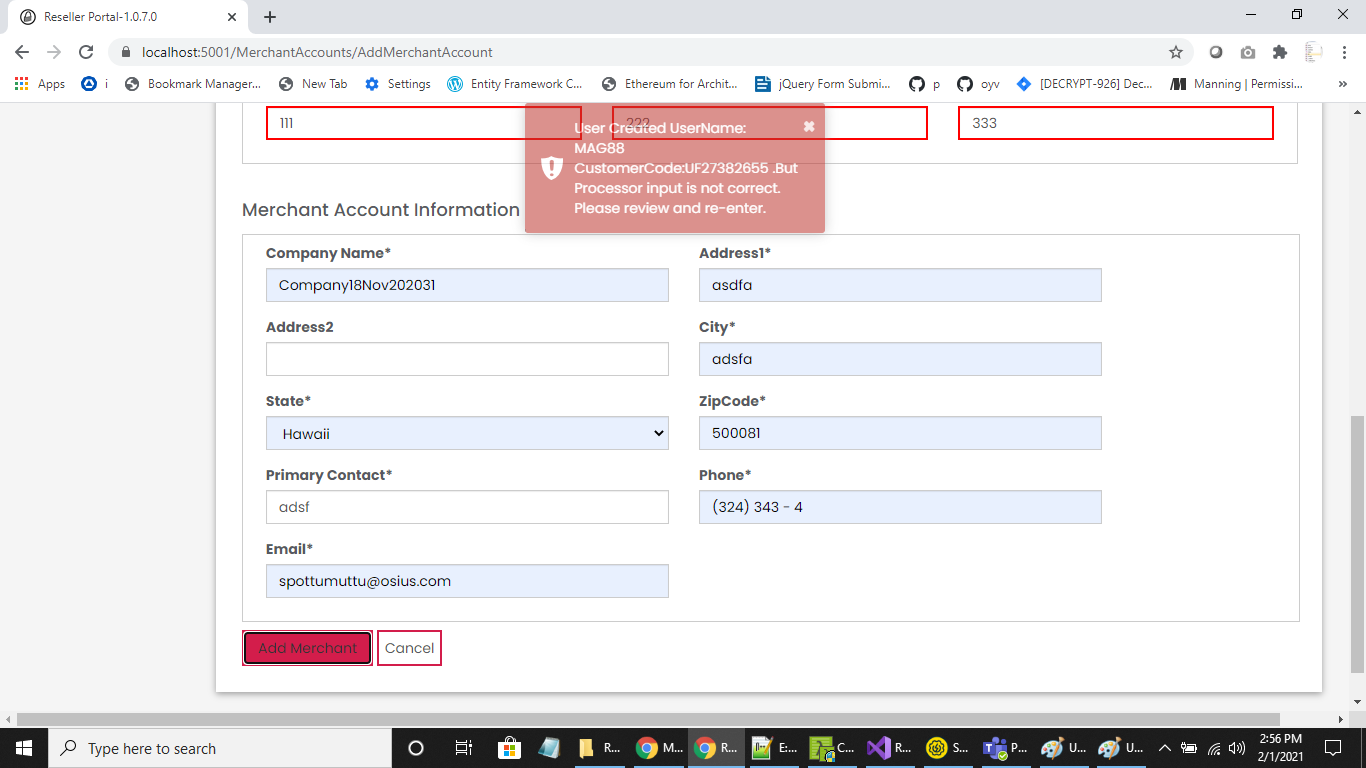 Reseller Portal-1.0.7.0
localhost:5001/MerchantAccounts/AddMerchantAccount
Apps i Bookmark Manager... New Tab Settings Entity Framework C... Ethereum for Archit... jQuery Form Submi... p oyv [DECRYPT-926] Dec... Manning | Permissi... »
111 222 333
User Created UserName:
MAG88
CustomerCode:UF27382655 .But
Processor input is not correct.
Please review and re-enter.
Merchant Account Information
Company Name* Address1*
Company18Nov202031 asdfa
Address2 City*
adsfa
State* ZipCode*
Hawaii 500081
Primary Contact* Phone*
adsf (324) 343 - 4
Email*
spottumuttu@osius.com
Add Merchant Cancel
Type here to search R... M... R... E... C... R... S... P... U... U... 2:56 PM
2/1/2021